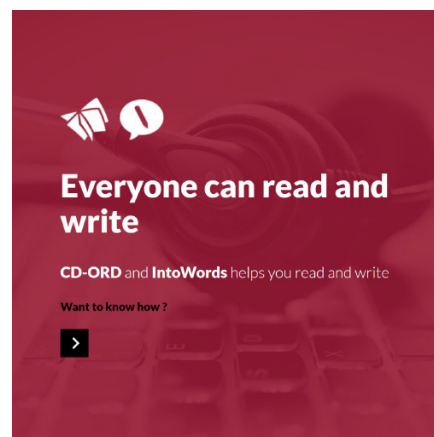 Everyone can read and
write
CD-ORD and IntoWords helps you read and write
Want to know how ?